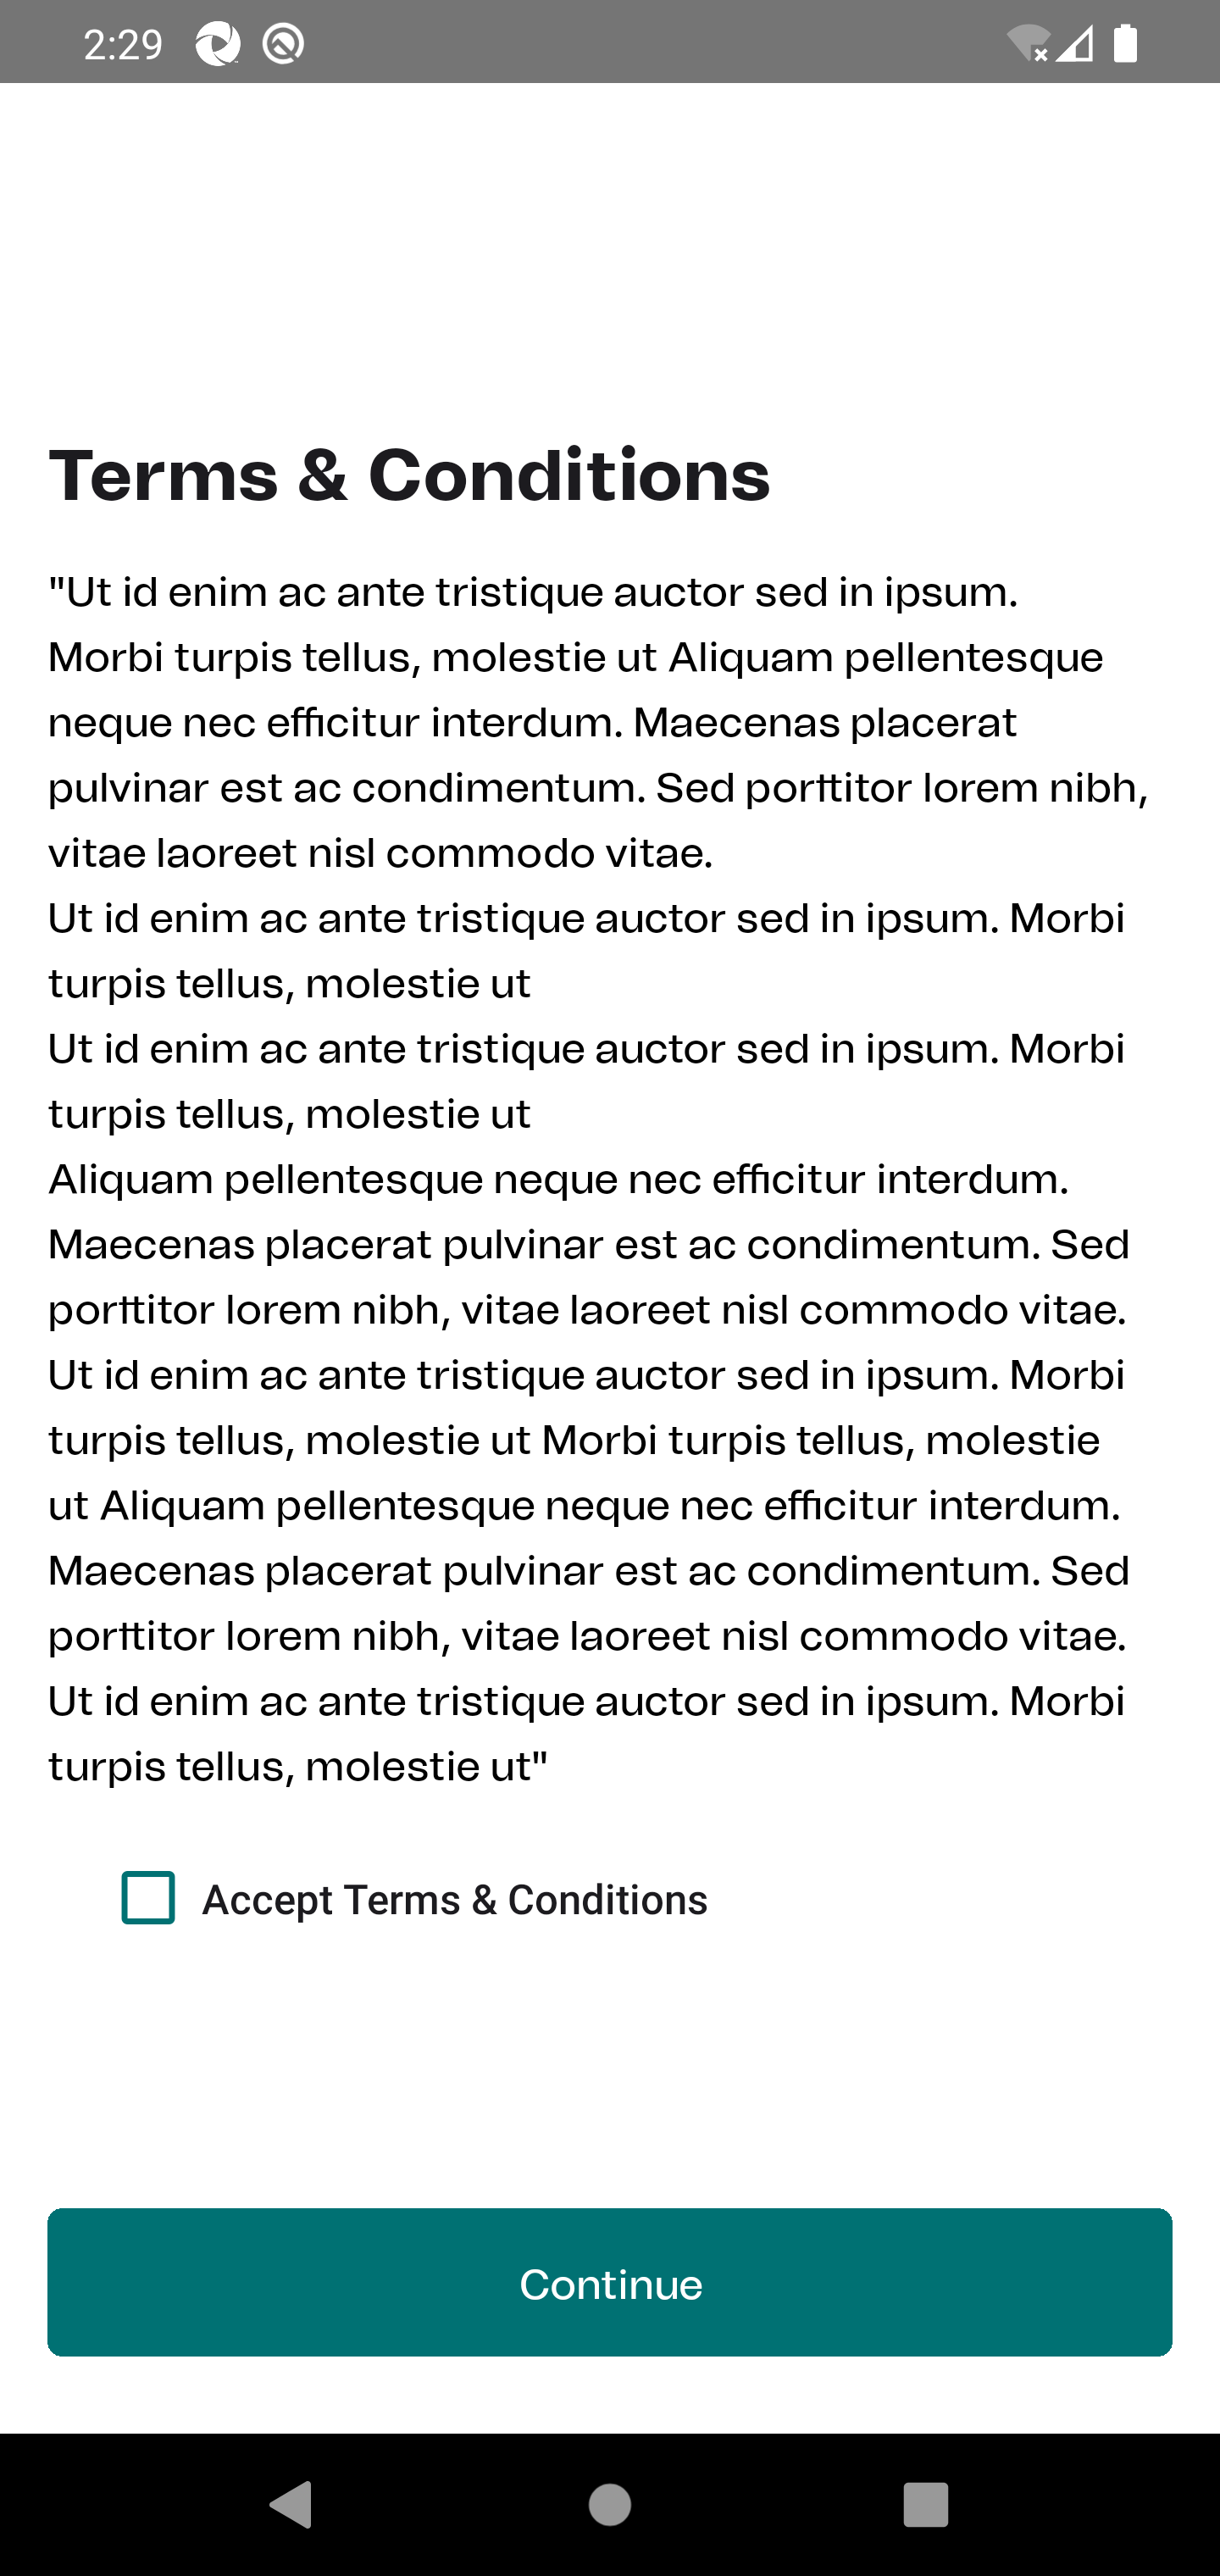 2:29
Terms & Conditions
"Ut id enim ac ante tristique auctor sed in ipsum.
Morbi turpis tellus, molestie ut Aliquam pellentesque
neque nec efficitur interdum. Maecenas placerat
pulvinar est ac condimentum. Sed porttitor lorem nibh,
vitae laoreet nisl commodo vitae.
Ut id enim ac ante tristique auctor sed in ipsum. Morbi
turpis tellus, molestie ut
Ut id enim ac ante tristique auctor sed in ipsum. Morbi
turpis tellus, molestie ut
Aliquam pellentesque neque nec efficitur interdum.
Maecenas placerat pulvinar est ac condimentum. Sed
porttitor lorem nibh, vitae laoreet nisl commodo vitae.
Ut id enim ac ante tristique auctor sed in ipsum. Morbi
turpis tellus, molestie ut Morbi turpis tellus, molestie
ut Aliquam pellentesque neque nec efficitur interdum.
Maecenas placerat pulvinar est ac condimentum. Sed
porttitor lorem nibh, vitae laoreet nisl commodo vitae.
Ut id enim ac ante tristique auctor sed in ipsum. Morbi
turpis tellus, molestie ut"
Accept Terms & Conditions
Continue